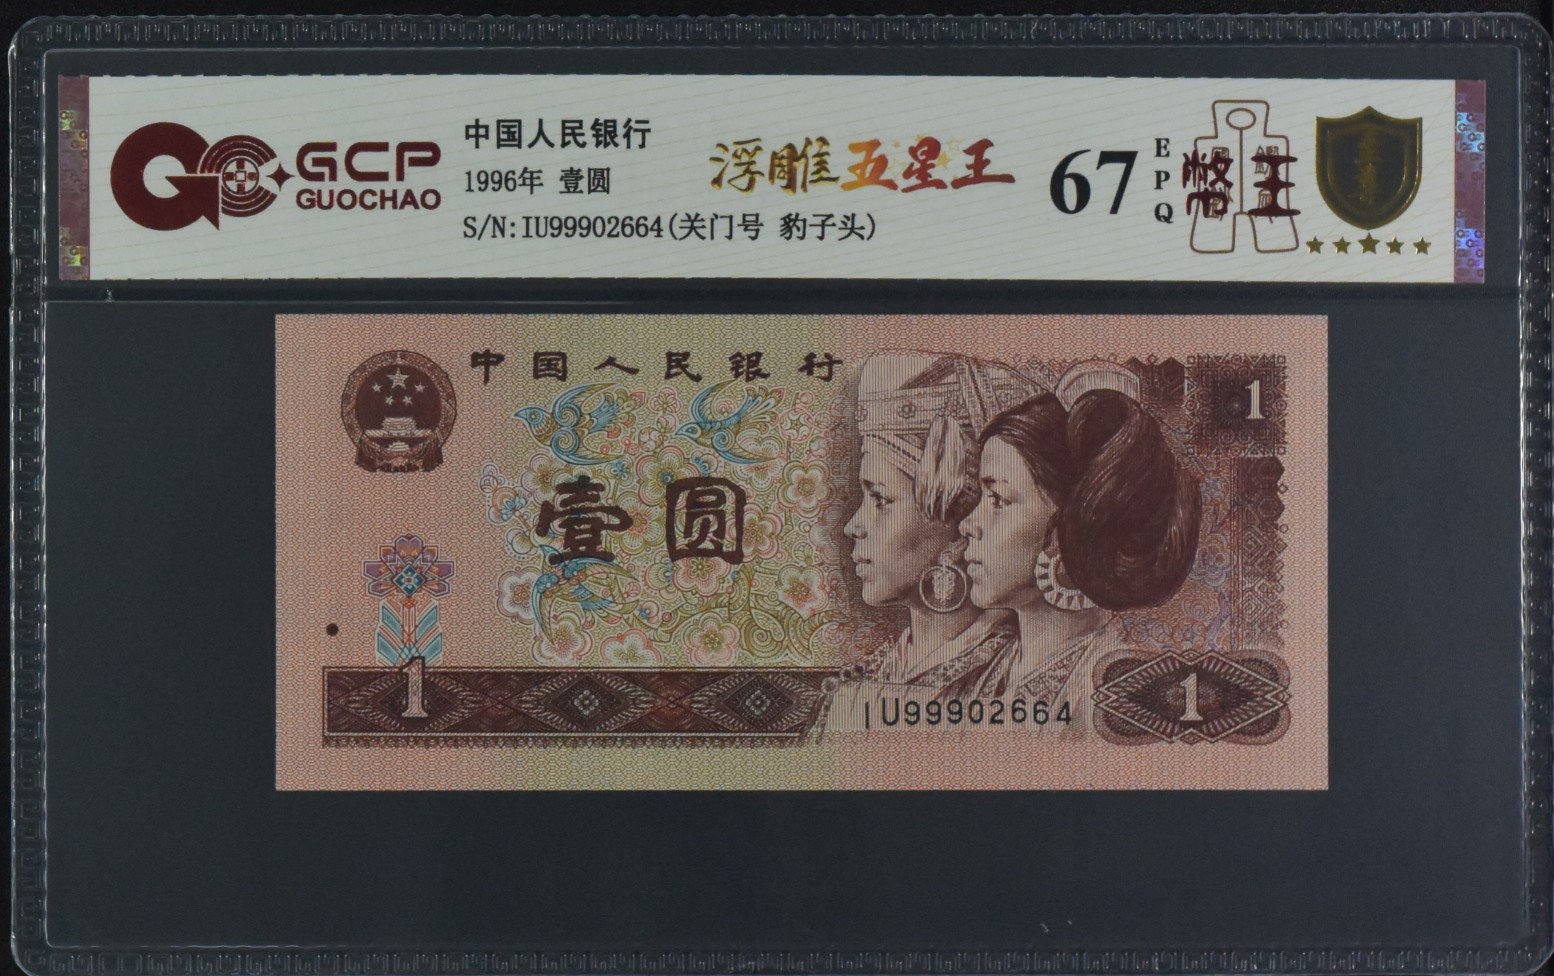 GCP
GUOCHAO
中国人民银行
1996年 壹圆
S/N:IU99902664(关门号 豹子头)
浮雕五星王
67
EPQ
中国人民银行
1
壹圆
1
IU99902664
1